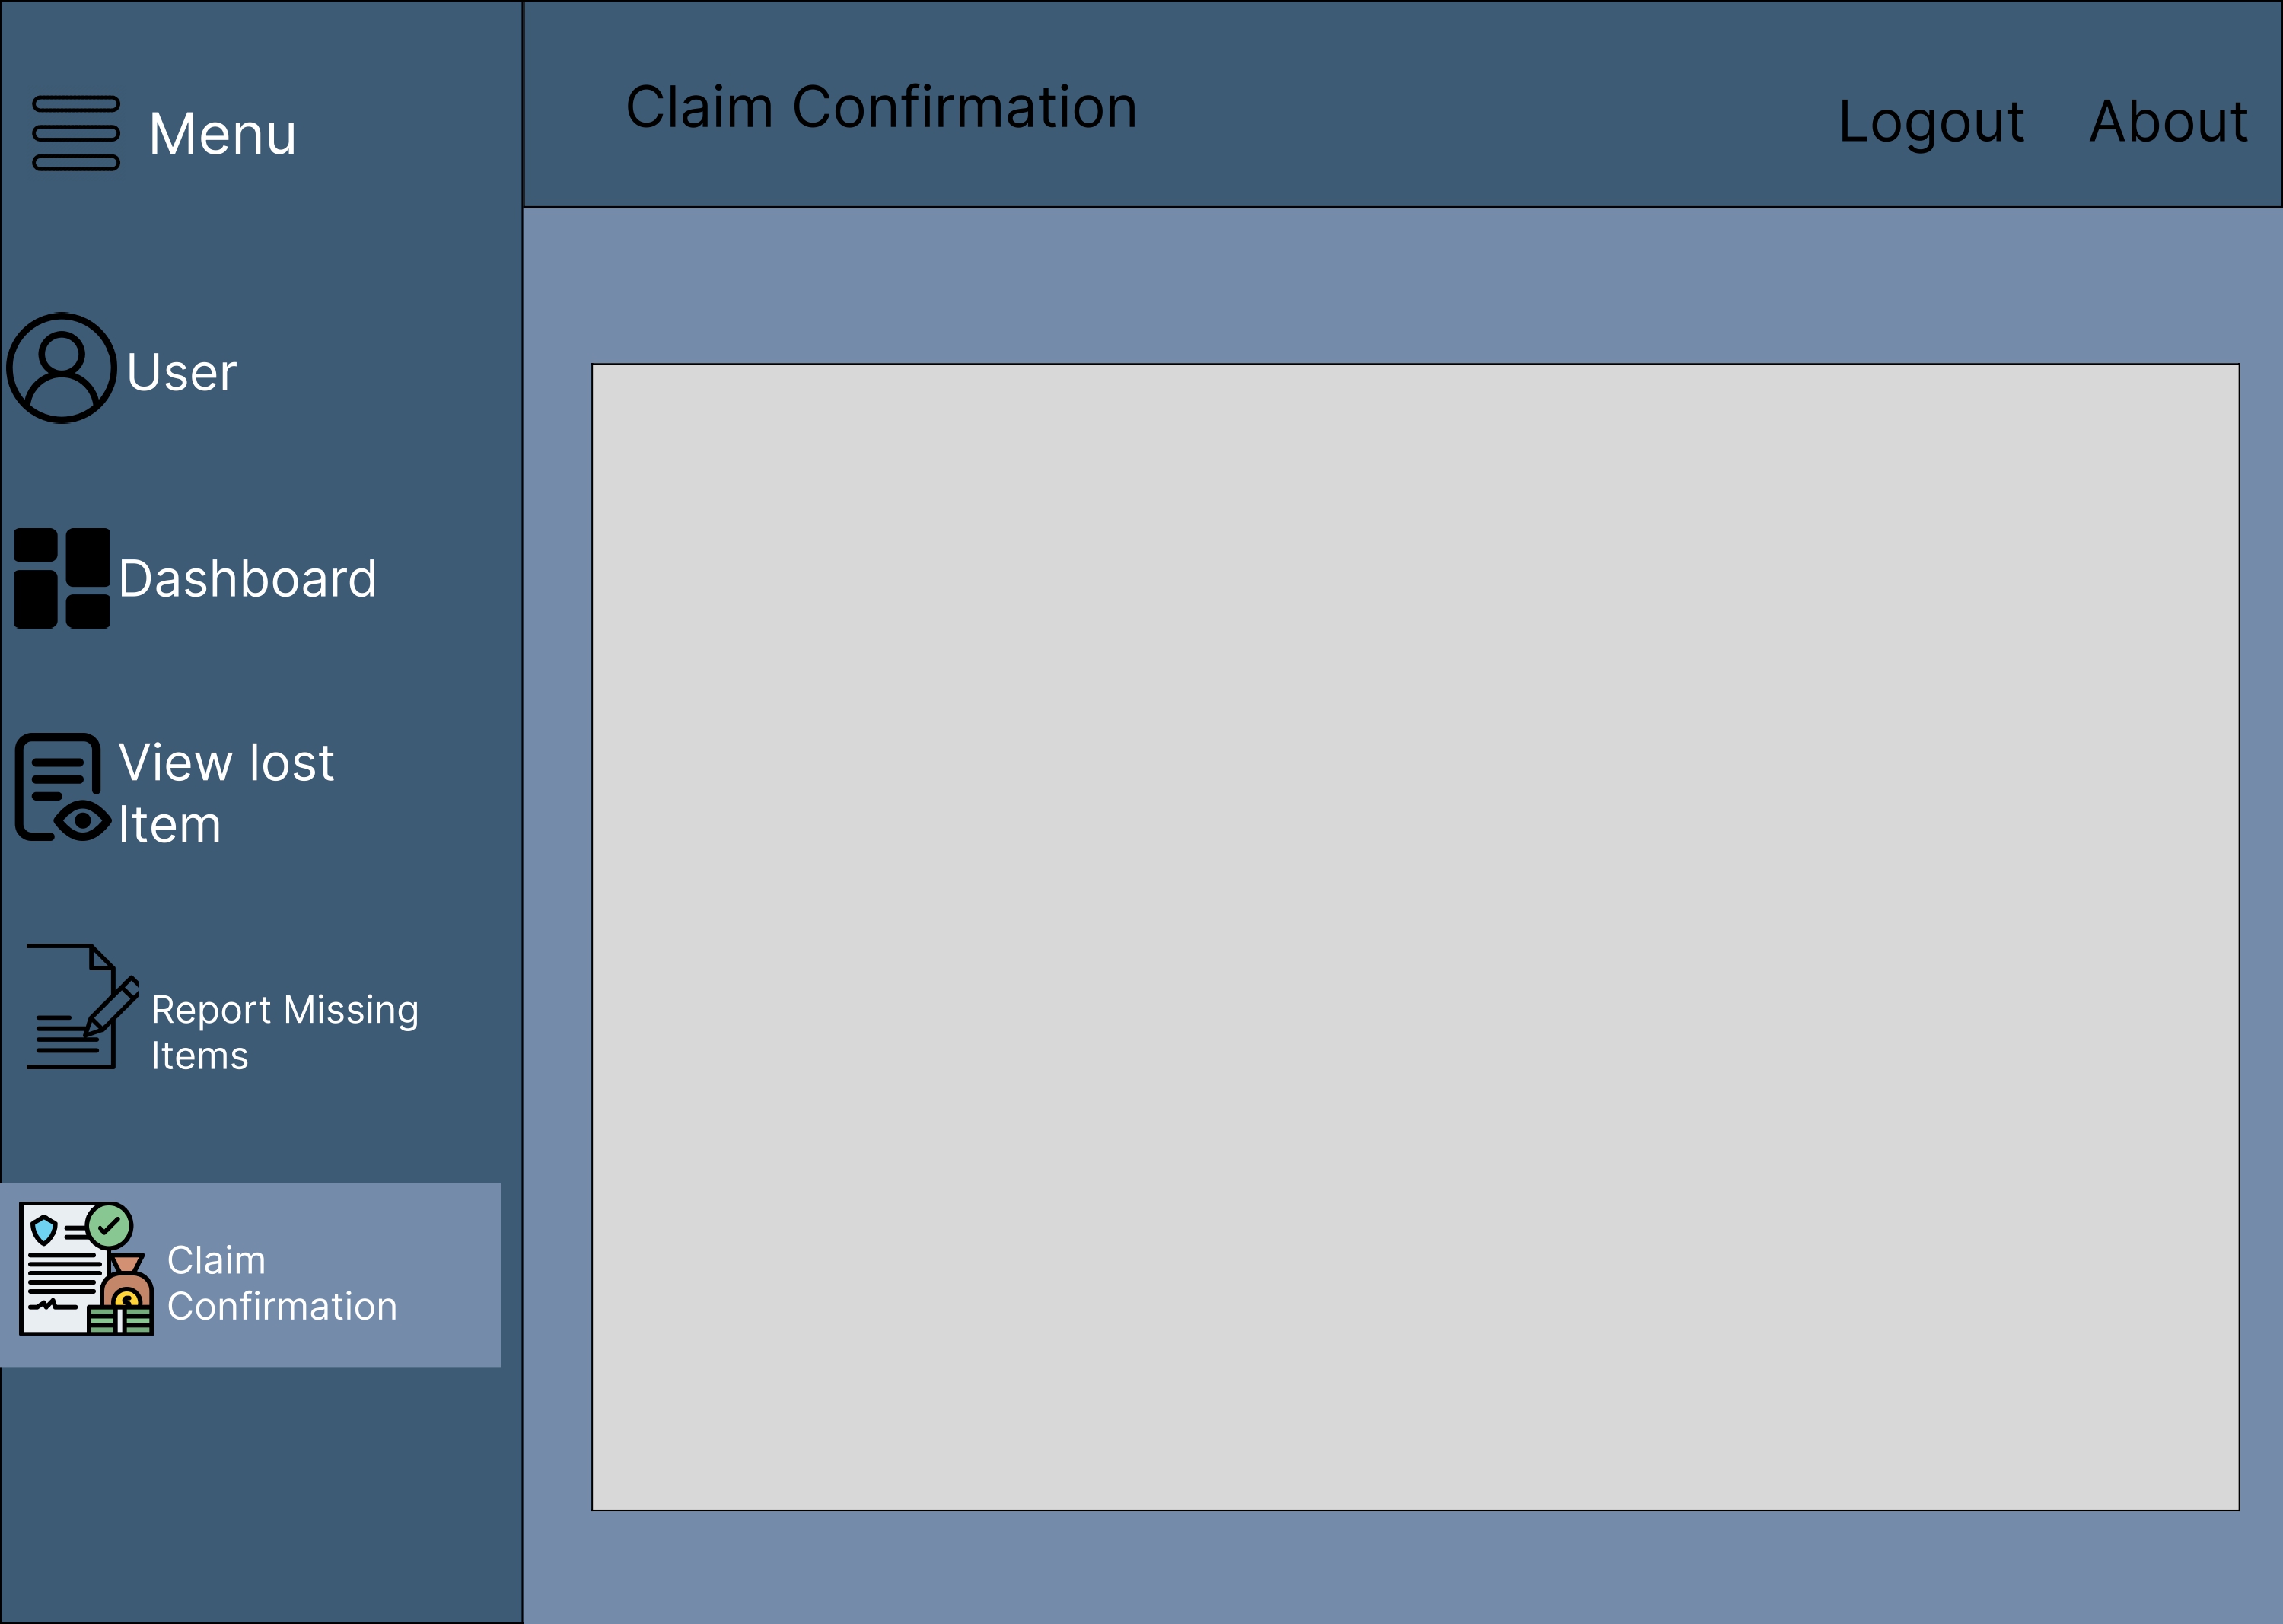 Menu
Claim Confirmation
Logout
About
User
Dashboard
View lost
Item
Report Missing
Items
Claim
Confirmation